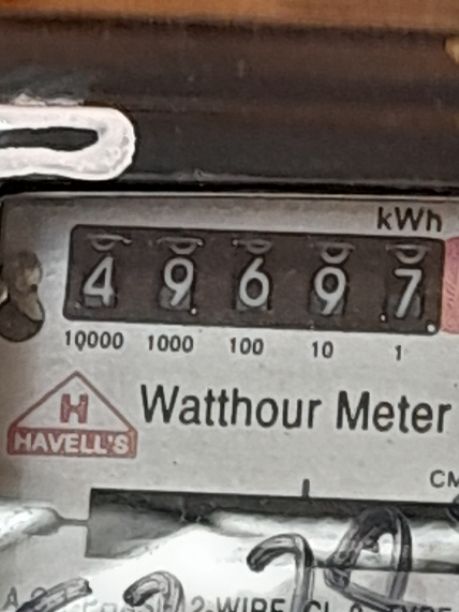 kWh
4 9 6 9 7
10000 1000 100 10 1
H
HAVELL'S
Watthour Meter
CM
2-WIRE